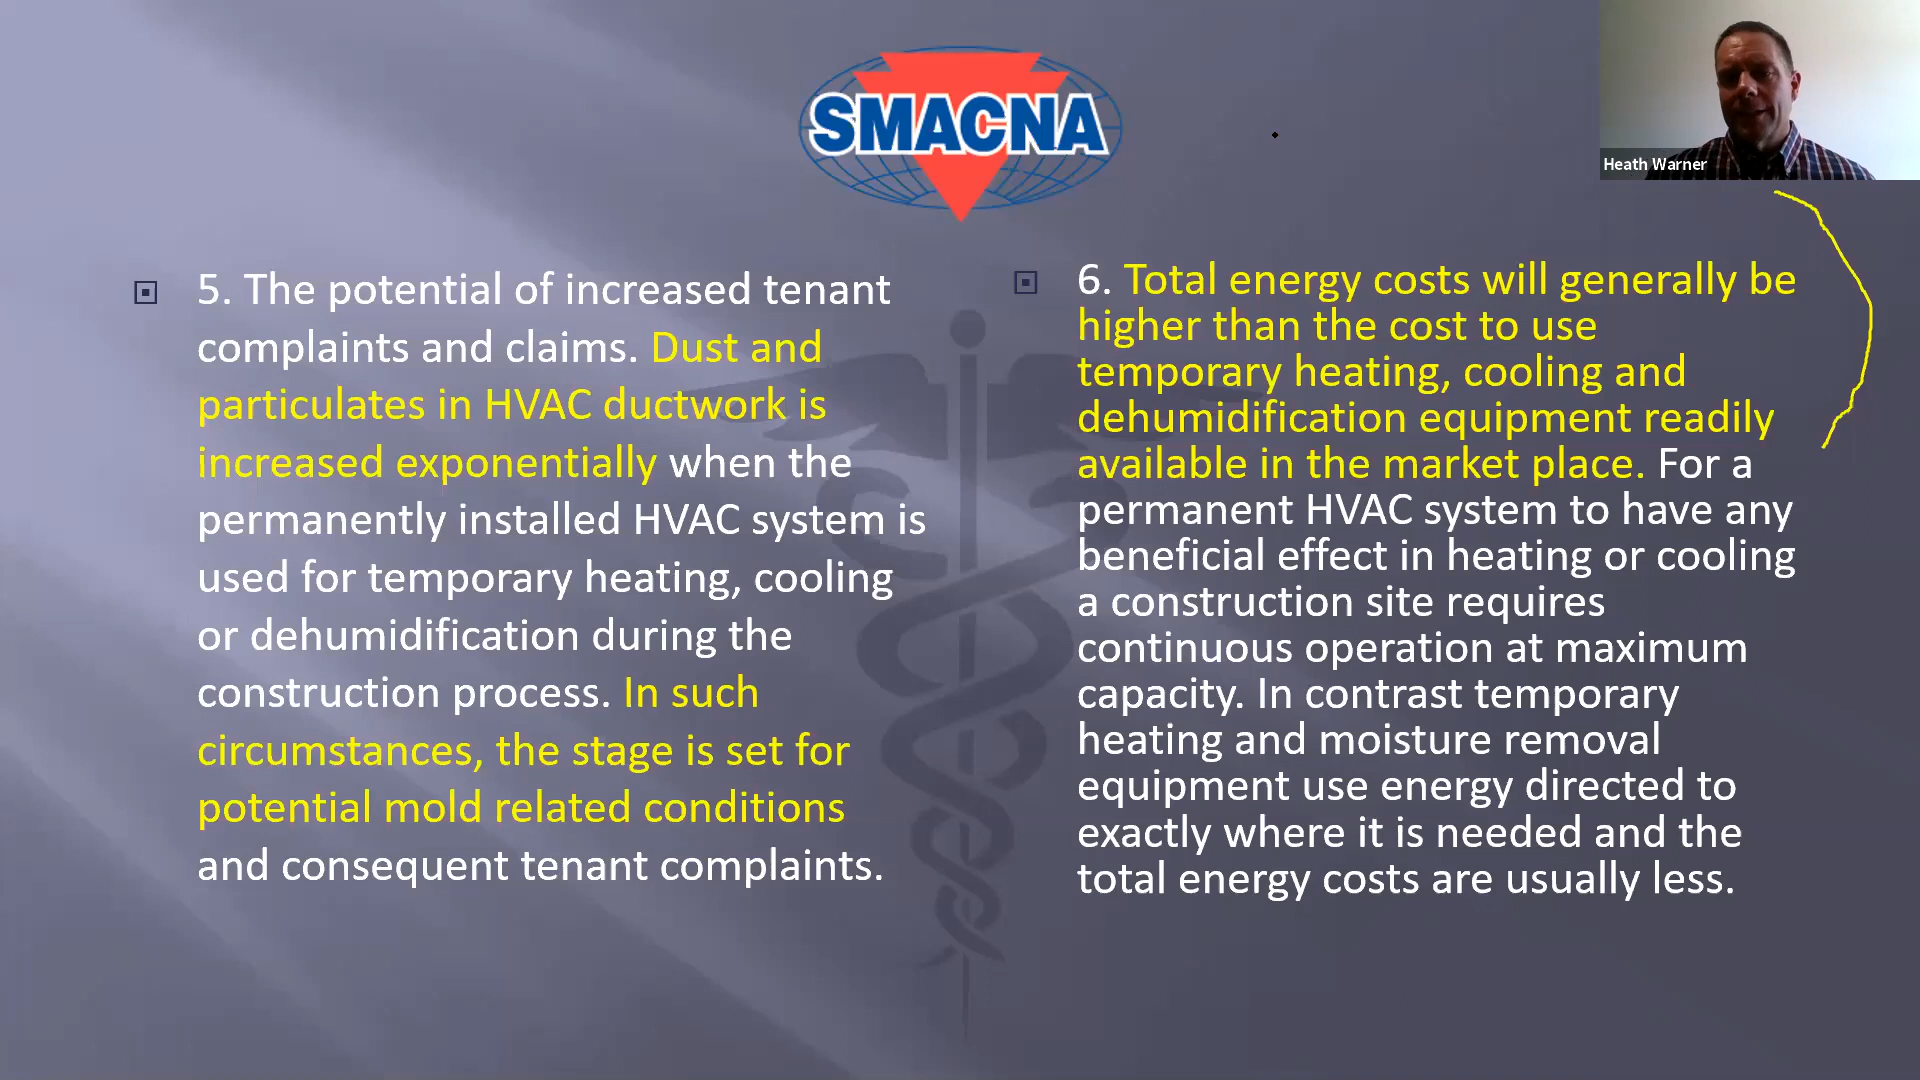 SMACNA
Heath Warner
5. The potential of increased tenant
complaints and claims. Dust and
particulates in HVAC ductwork is
increased exponentially when the
permanently installed HVAC system is
used for temporary heating, cooling
or dehumidification during the
construction process. In such
circumstances, the stage is set for
potential mold related conditions
and consequent tenant complaints.
6. Total energy costs will generally be
higher than the cost to use
temporary heating, cooling and
dehumidification equipment readily
available in the market place. For a
permanent HVAC system to have any
beneficial effect in heating or cooling
a construction site requires
continuous operation at maximum
capacity. In contrast temporary
heating and moisture removal
equipment use energy directed to
exactly where it is needed and the
total energy costs are usually less.